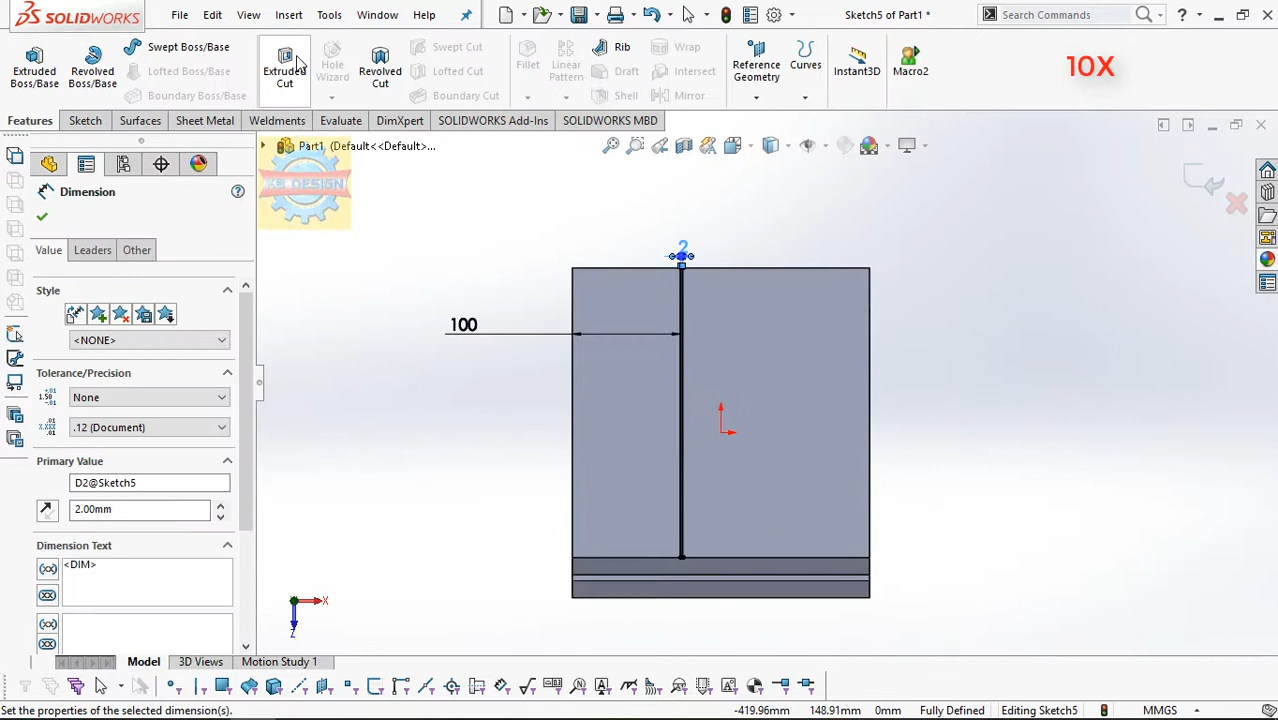 SOLIDWORKS
File
Edit
View
Insert
Tools
Window
Help
Sketch5 of Part1 *
Search Commands
Extruded Boss/Base
Revolved Boss/Base
Swept Boss/Base
Lofted Boss/Base
Boundary Boss/Base
Extruded Cut
Hole Wizard
Revolved Cut
Swept Cut
Lofted Cut
Boundary Cut
Fillet
Linear Pattern
Rib
Draft
Shell
Wrap
Intersect
Mirror
Reference Geometry
Curves
Instant3D
Macro2
10X
Features
Sketch
Surfaces
Sheet Metal
Weldments
Evaluate
DimXpert
SOLIDWORKS Add-Ins
SOLIDWORKS MBD
Part1 (Default<<Default>...
KB DESIGN
Dimension
Value
Leaders
Other
Style
<NONE>
Tolerance/Precision
None
.12 (Document)
Primary Value
D2@Sketch5
2.00mm
Dimension Text
<DIM>
2
100
X
Z
Model
3D Views
Motion Study 1
Set the properties of the selected dimension(s).
-419.96mm
148.91mm
0mm
Fully Defined
Editing Sketch5
MMGS